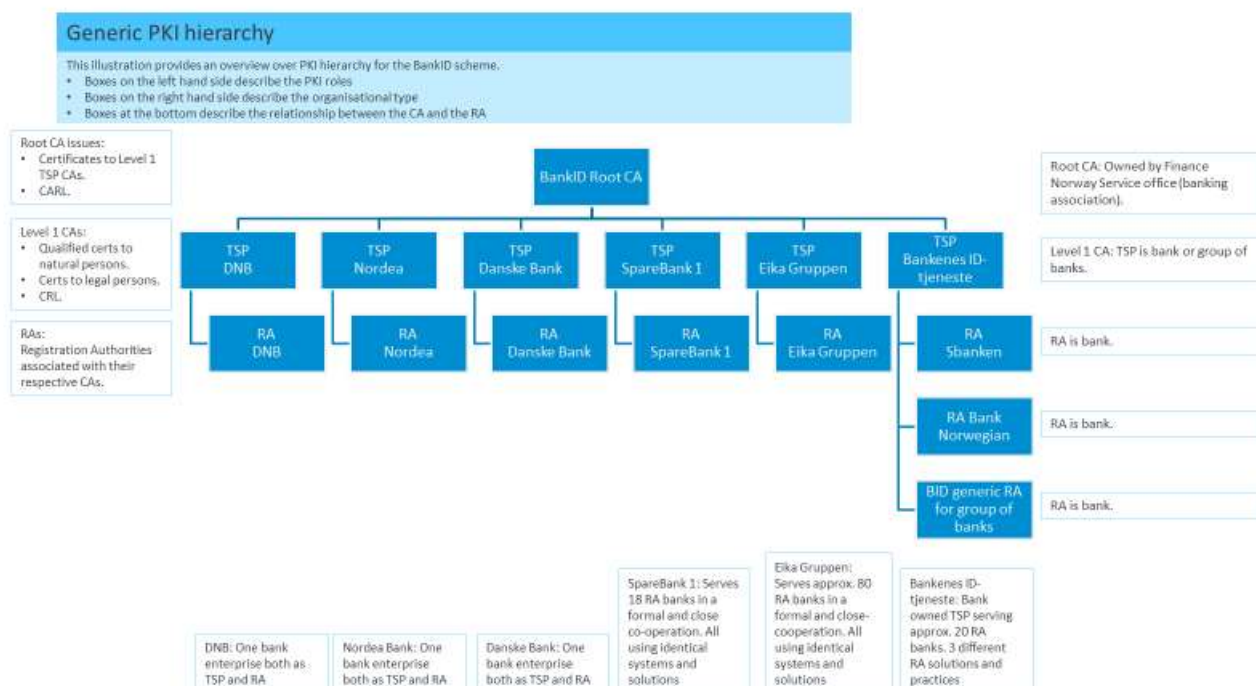 Generic PKI hierarchy
This illustration provides an overview over PKI hierarchy for the BankID scheme.
• Boxes on the left hand side describe the PKI roles
• Boxes on the right hand side describe the organisational type
• Boxes at the bottom describe the relationship between the CA and the RA
Root CA issues:
• Certificates to Level 1
TSP CAs.
• CARL.
BankID Root CA
Root CA: Owned by Finance
Norway Service office (banking
association).
Level 1 CAs:
• Qualified certs to
natural persons.
• Certs to legal persons.
• CRL.
TSP
DNB
TSP
Nordea
TSP
Danske Bank
TSP
SpareBank 1
TSP
Eika Gruppen
TSP
Bankenes ID-
tjeneste
Level 1 CA: TSP is bank or group of
banks.
RAs:
Registration Authorities
associated with their
respective CAs.
RA
DNB
RA
Nordea
RA
Danske Bank
RA
SpareBank 1
RA
Eika Gruppen
RA
Sbanken
RA is bank.
RA Bank
Norwegian
RA is bank.
BID generic RA
for group of
banks
RA is bank.
DNB: One bank
enterprise both as
TSP and RA
Nordea Bank: One
bank enterprise
both as TSP and RA
Danske Bank: One
bank enterprise
both as TSP and RA
SpareBank 1: Serves
18 RA banks in a
formal and close
co-operation. All
using identical
systems and
solutions
Eika Gruppen:
Serves approx. 80
RA banks in a
formal and close-
cooperation. All
using identical
systems and
solutions
Bankenes ID-
tjeneste: Bank
owned TSP serving
approx. 20 RA
banks. 3 different
RA solutions and
practices